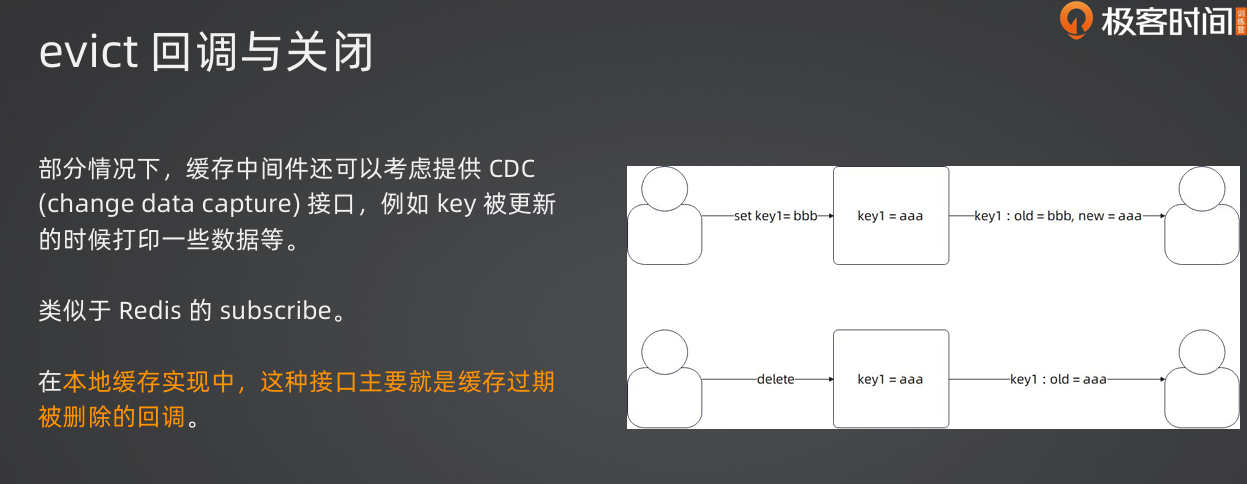 极客时间 训练营
evict 回调与关闭
部分情况下，缓存中间件还可以考虑提供 CDC
(change data capture) 接口，例如 key 被更新
的时候打印一些数据等。
类似于 Redis 的 subscribe。
在本地缓存实现中，这种接口主要就是缓存过期
被删除的回调。
set key1= bbb
key1 = aaa
key1 : old = bbb, new = aaa
delete
key1 = aaa
key1 : old = aaa